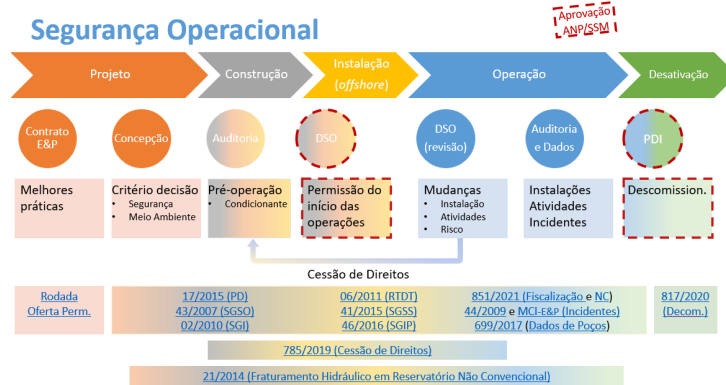 Segurança Operacional
Aprovação
ANP/SSM
Projeto
Construção
Instalação
(offshore)
Operação
Desativação
Contrato
E&P
Concepção
Auditoria
DSO
DSO
(revisão)
Auditoria
e Dados
PDI
Melhores
práticas
Critério decisão
• Segurança
• Meio Ambiente
Pré-operação
• Condicionante
Permissão do
início das
operações
Mudanças
• Instalação
• Atividades
• Risco
Instalações
Atividades
Incidentes
Descomission.
Cessão de Direitos
Rodada
Oferta Perm.
17/2015 (PD)
43/2007 (SGSO)
02/2010 (SGI)
06/2011 (RTDT)
41/2015 (SGSS)
46/2016 (SGIP)
851/2021 (Fiscalização e NC)
44/2009 e MCI-E&P (Incidentes)
699/2017 (Dados de Poços)
817/2020
(Decom.)
785/2019 (Cessão de Direitos)
21/2014 (Fraturamento Hidráulico em Reservatório Não Convencional)